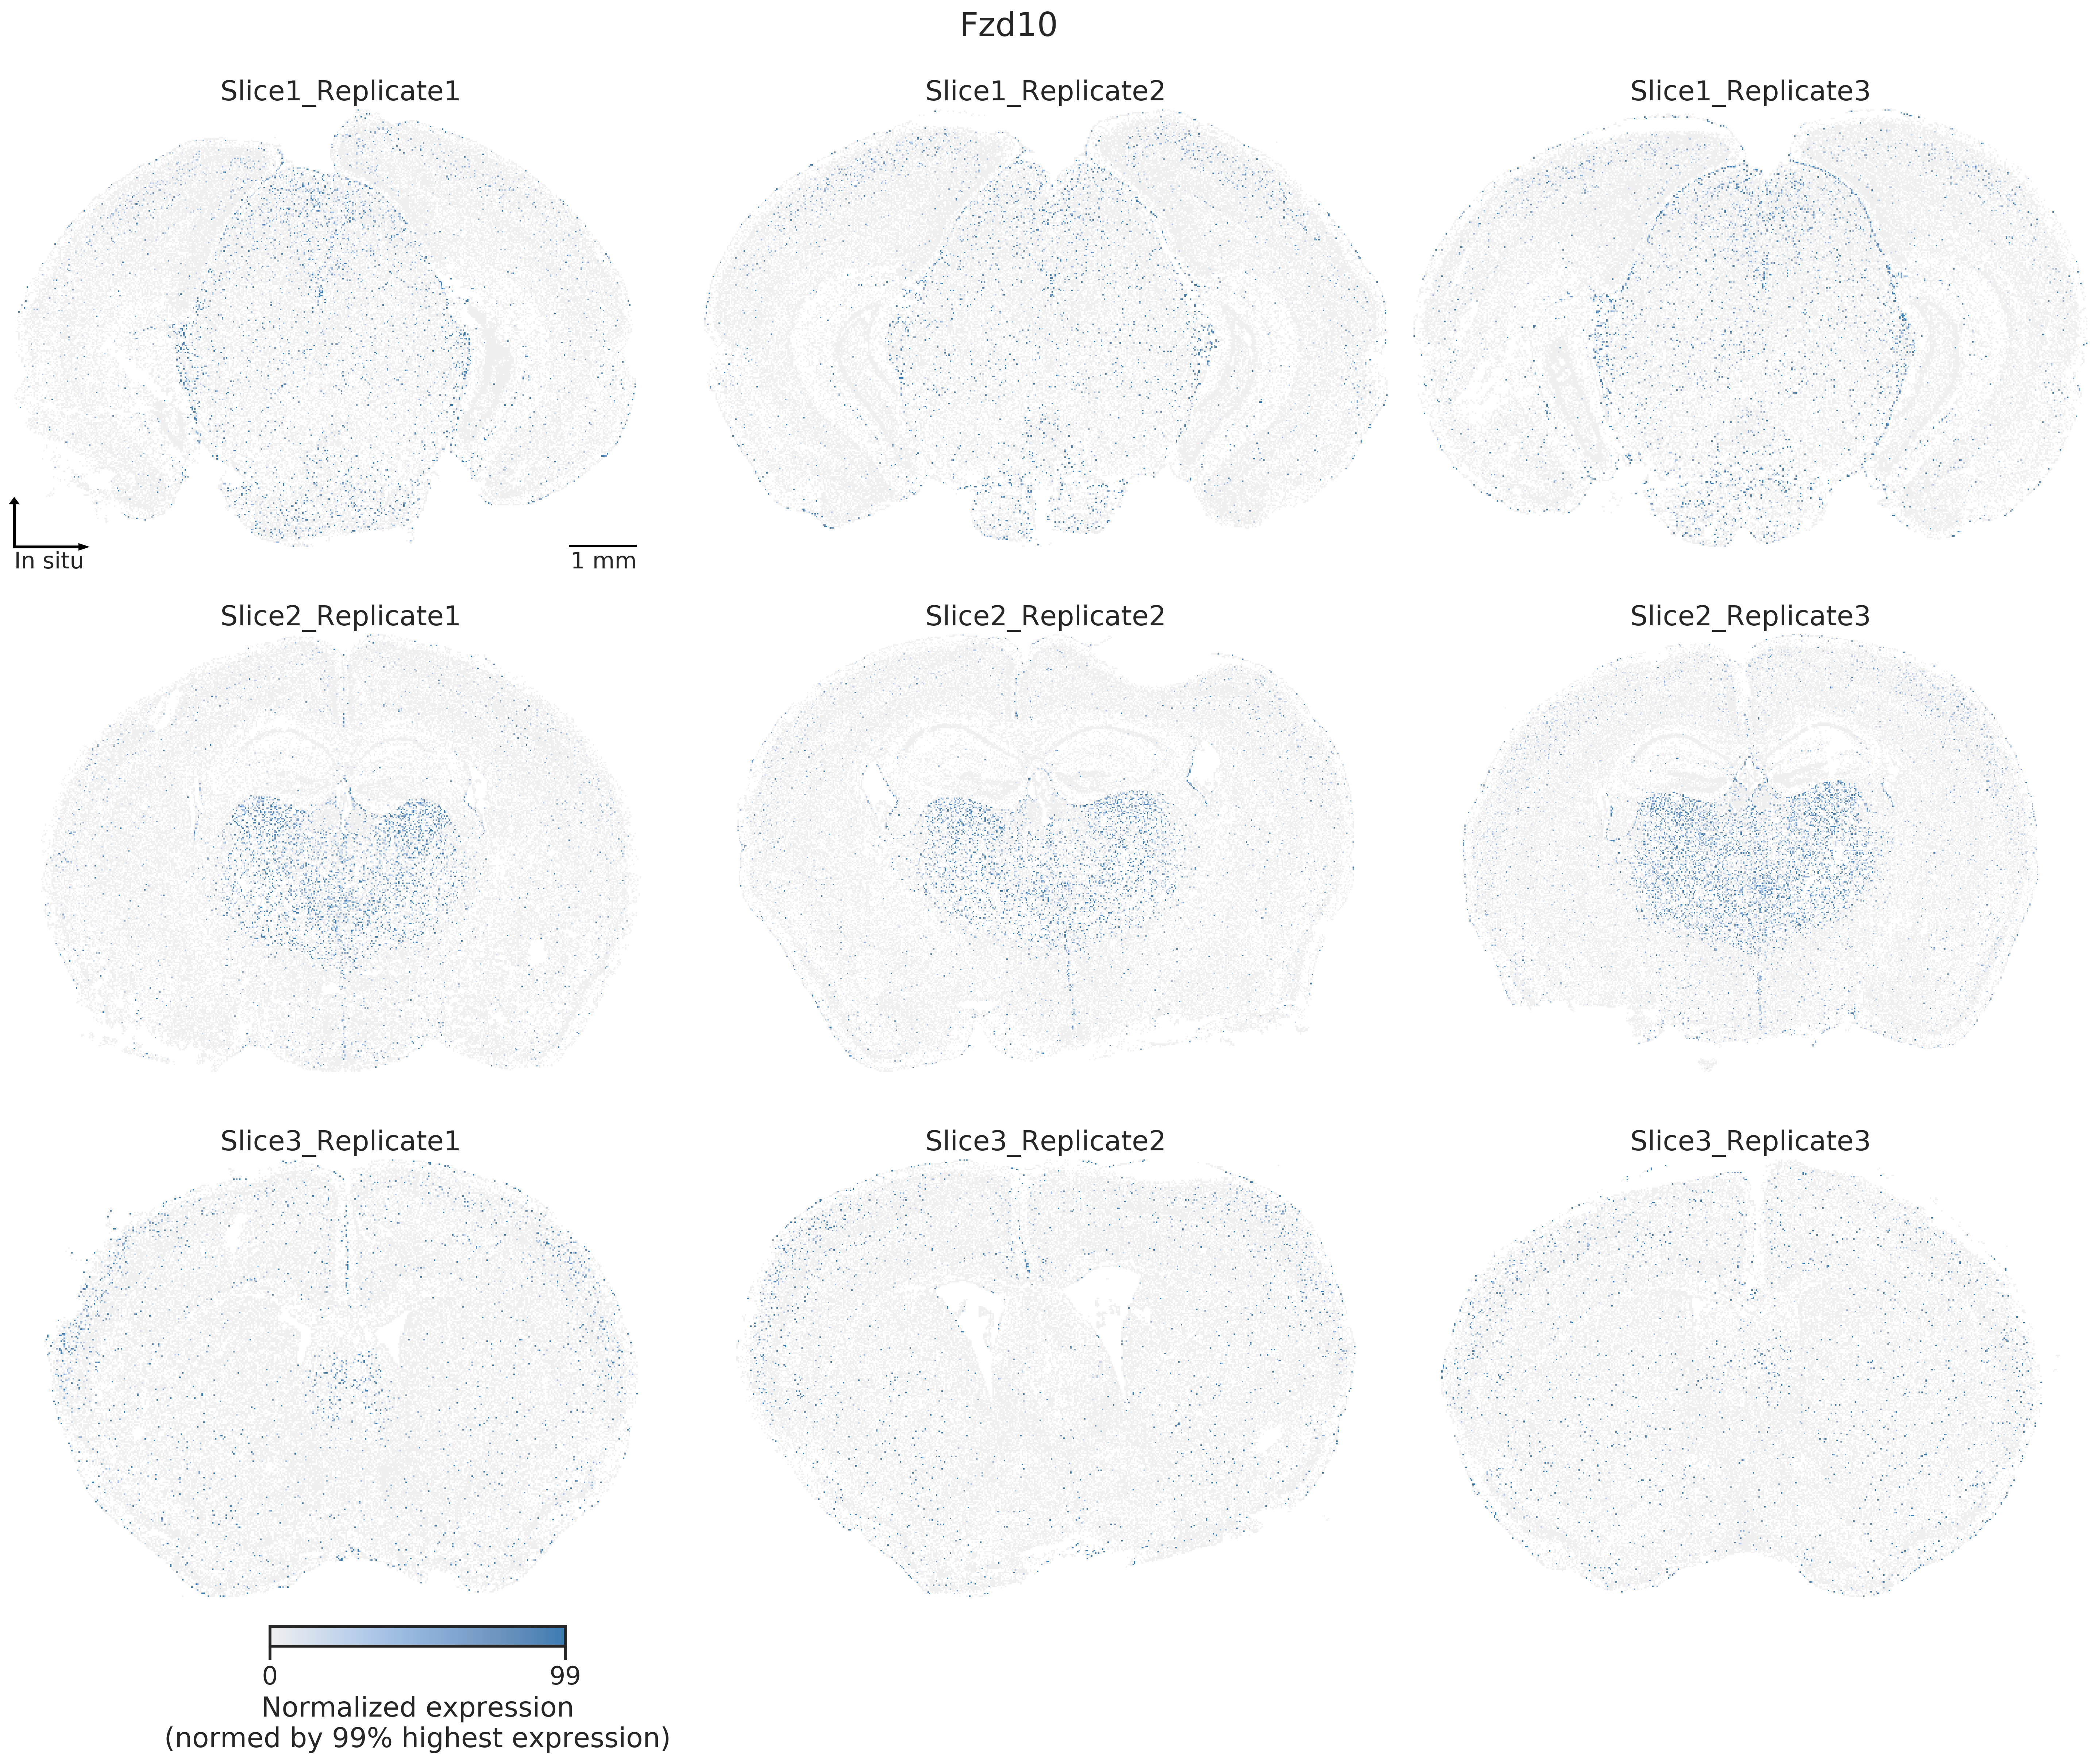 Fzd10
Slice1_Replicate1
Slice1_Replicate2
Slice1_Replicate3
In situ
1 mm
Slice2_Replicate1
Slice2_Replicate2
Slice2_Replicate3
Slice3_Replicate1
Slice3_Replicate2
Slice3_Replicate3
0
99
Normalized expression
(normed by 99% highest expression)